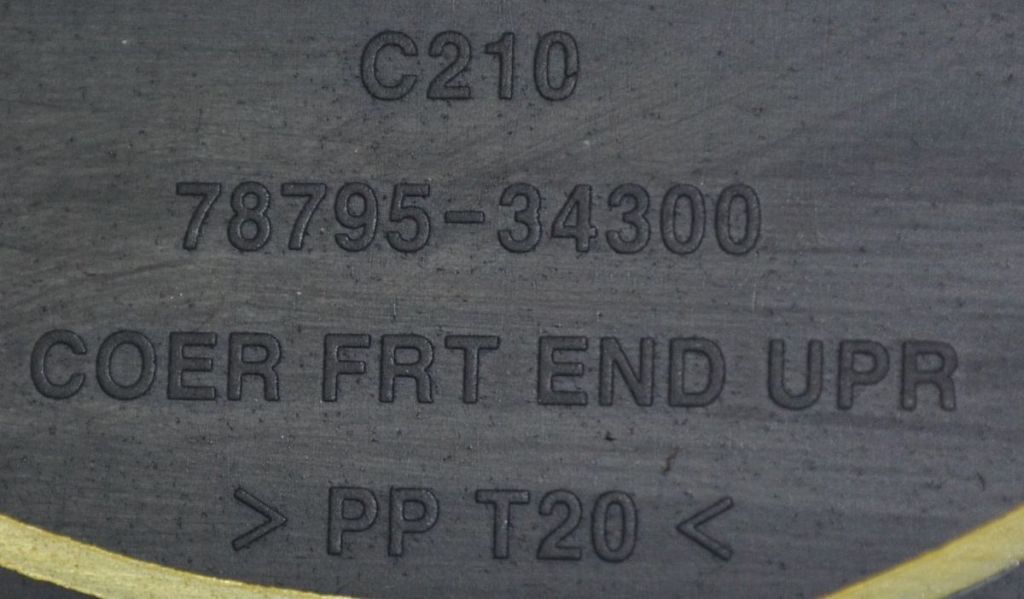 C210
78795-34300
COER FRT END UPR
> PP T20 <